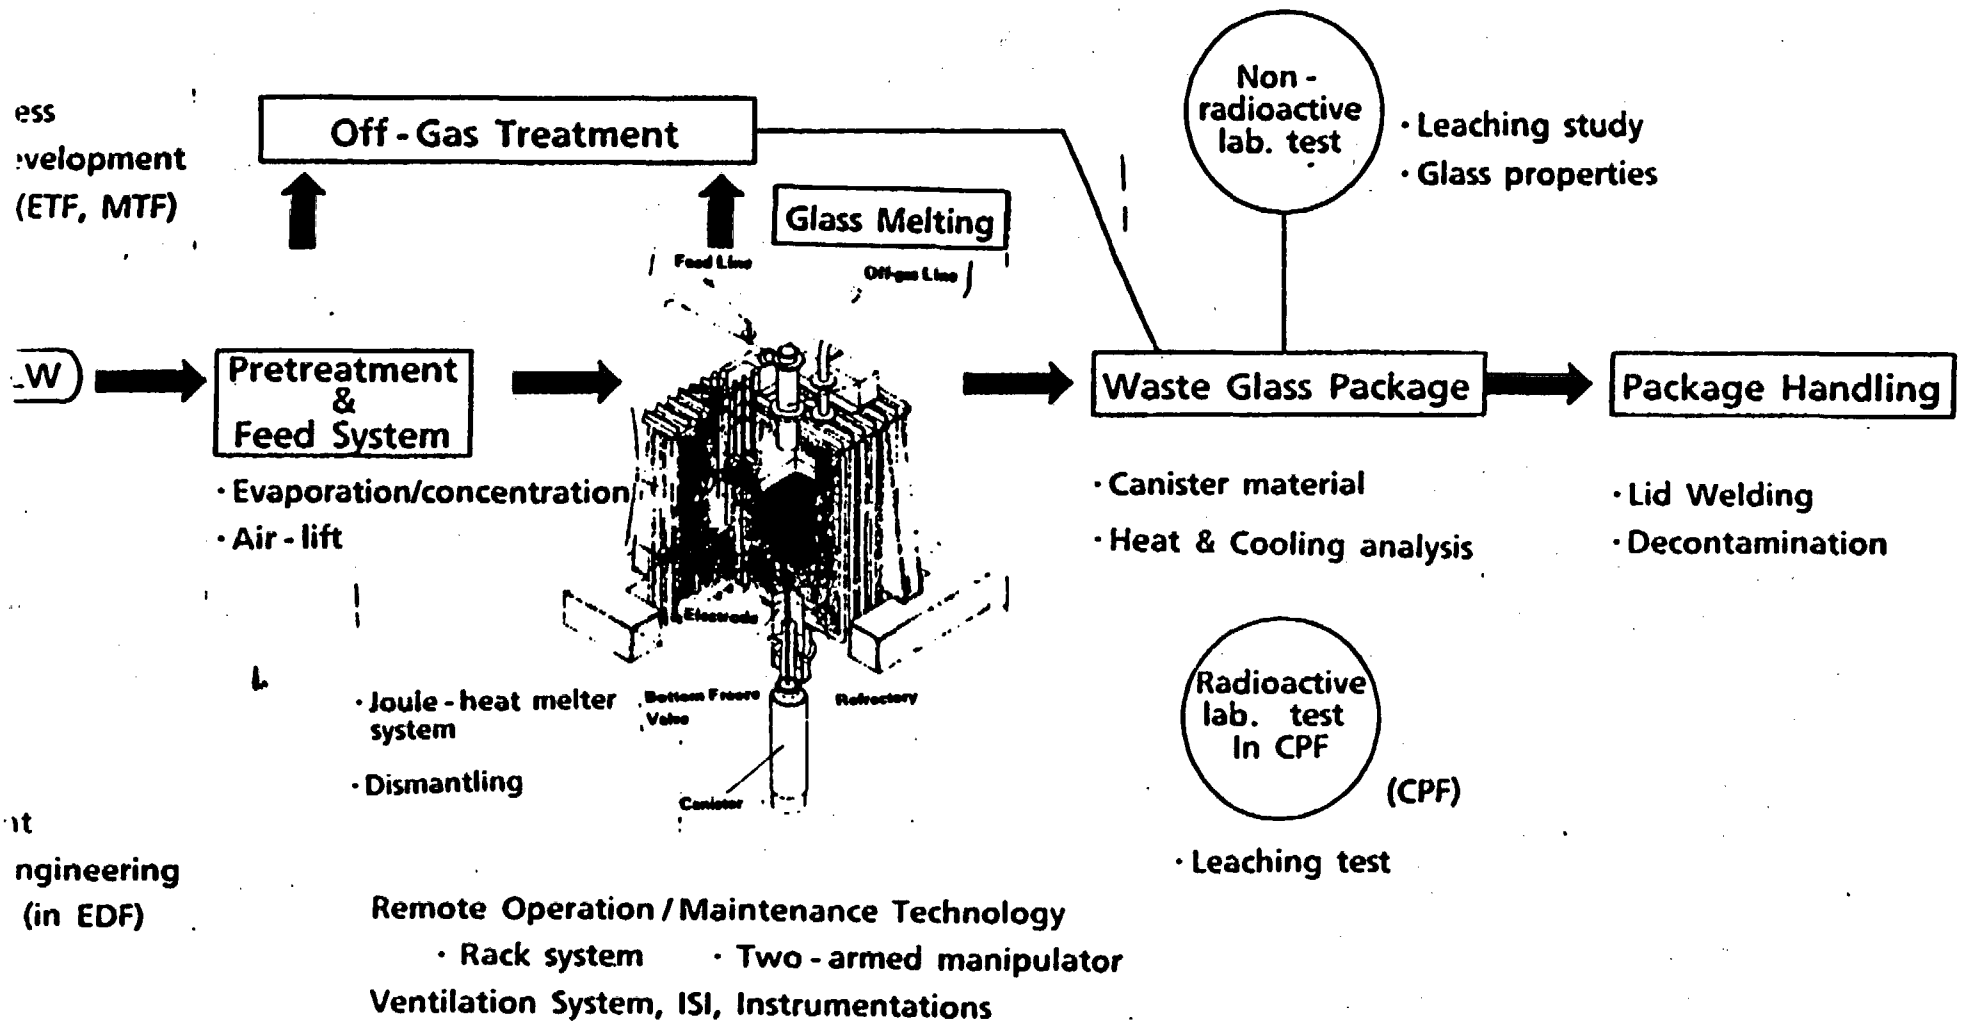 ess
velopment
(ETF, MTF)
Off-Gas Treatment
Glass Melting
Feed Line
Off-gas Line
Non-
radioactive
lab. test
· Leaching study
· Glass properties
LW
Pretreatment
&
Feed System
· Evaporation/concentration
· Air-lift
Waste Glass Package
· Canister material
· Heat & Cooling analysis
Package Handling
· Lid Welding
· Decontamination
Electrode
Bottom Freeze
Valve
Refractory
Canister
· Joule-heat melter
system
· Dismantling
Radioactive
lab. test
In CPF
(CPF)
· Leaching test
nt
ngineering
(in EDF)
Remote Operation/Maintenance Technology
· Rack system · Two-armed manipulator
Ventilation System, ISI, Instrumentations